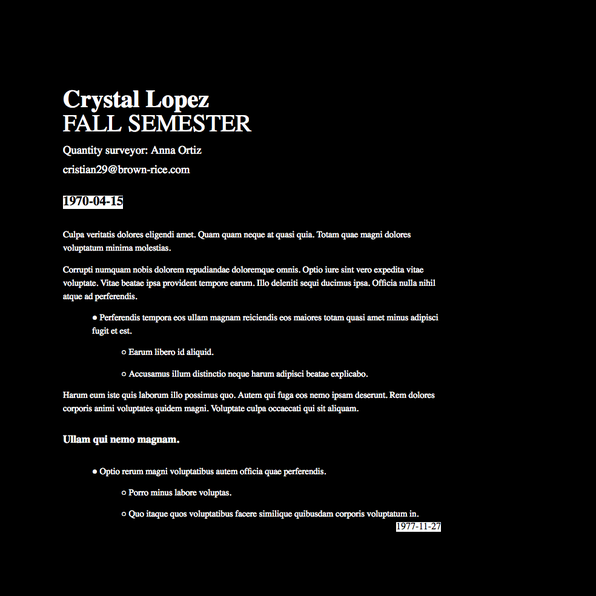 Crystal Lopez
FALL SEMESTER
Quantity surveyor: Anna Ortiz
cristian29@brown-rice.com
1970-04-15
Culpa veritatis dolores eligendi amet. Quam quam neque at quasi quia. Totam quae magni dolores
voluptatum minima molestias.
Corrupti numquam nobis dolorem repudiandae doloremque omnis. Optio iure sint vero expedita vitae
voluptate. Vitae beatae ipsa provident tempore earum. Illo deleniti sequi ducimus ipsa. Officia nulla nihil
atque ad perferendis.
● Perferendis tempora eos ullam magnam reiciendis eos maiores totam quasi amet minus adipisci
fugit et est.
○ Earum libero id aliquid.
○ Accusamus illum distinctio neque harum adipisci beatae explicabo.
Harum eum iste quis laborum illo possimus quo. Autem qui fuga eos nemo ipsam deserunt. Rem dolores
corporis animi voluptates quidem magni. Voluptate culpa occaecati qui sit aliquam.
Ullam qui nemo magnam.
● Optio rerum magni voluptatibus autem officia quae perferendis.
○ Porro minus labore voluptas.
○ Quo itaque quos voluptatibus facere similique quibusdam corporis voluptatum in.
1977-11-27